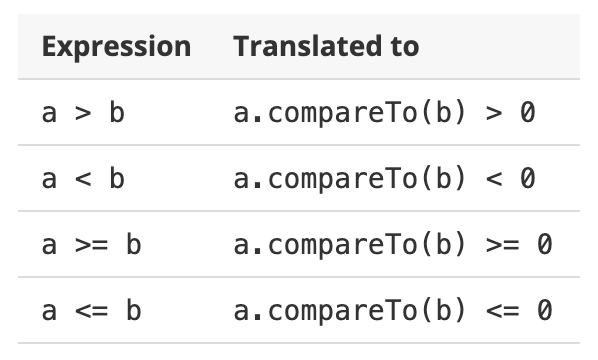 Expression Translated to
a > b a.compareTo(b) > 0
a < b a.compareTo(b) < 0
a >= b a.compareTo(b) >= 0
a <= b a.compareTo(b) <= 0